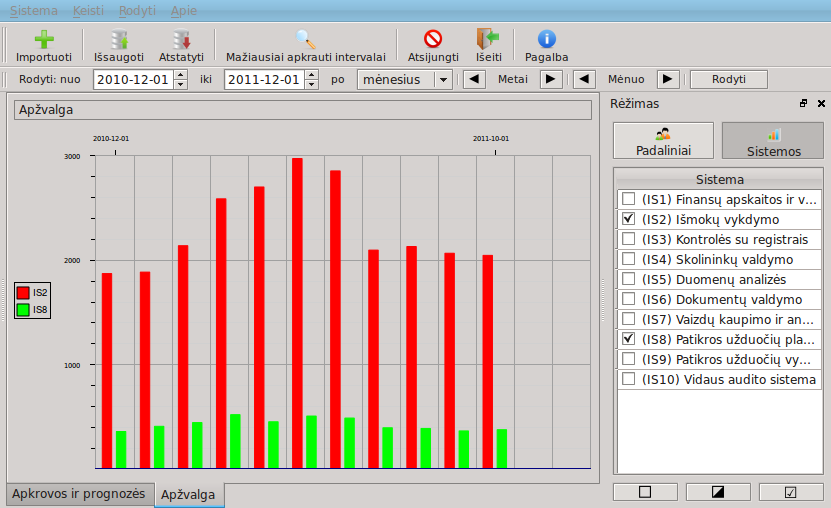 Sistema Keisti Rodyti Apie
Importuoti Išsaugoti Atstatyti Mažiausiai apkrauti intervalai Atsijungti Išeiti Pagalba
Rodyti: nuo 2010-12-01 iki 2011-12-01 po mėnesius Metai Mėnuo Rodyti
Apžvalga
2010-12-01 2011-10-01
3000
2000
1000
IS2
IS8
Apkrovos ir prognozės Apžvalga
Rėžimas
Padaliniai Sistemos
Sistema
(IS1) Finansų apskaitos ir v...
(IS2) Išmokų vykdymo
(IS3) Kontrolės su registrais
(IS4) Skolininkų valdymo
(IS5) Duomenų analizės
(IS6) Dokumentų valdymo
(IS7) Vaizdų kaupimo ir an...
(IS8) Patikros užduočių pla...
(IS9) Patikros užduočių vy...
(IS10) Vidaus audito sistema